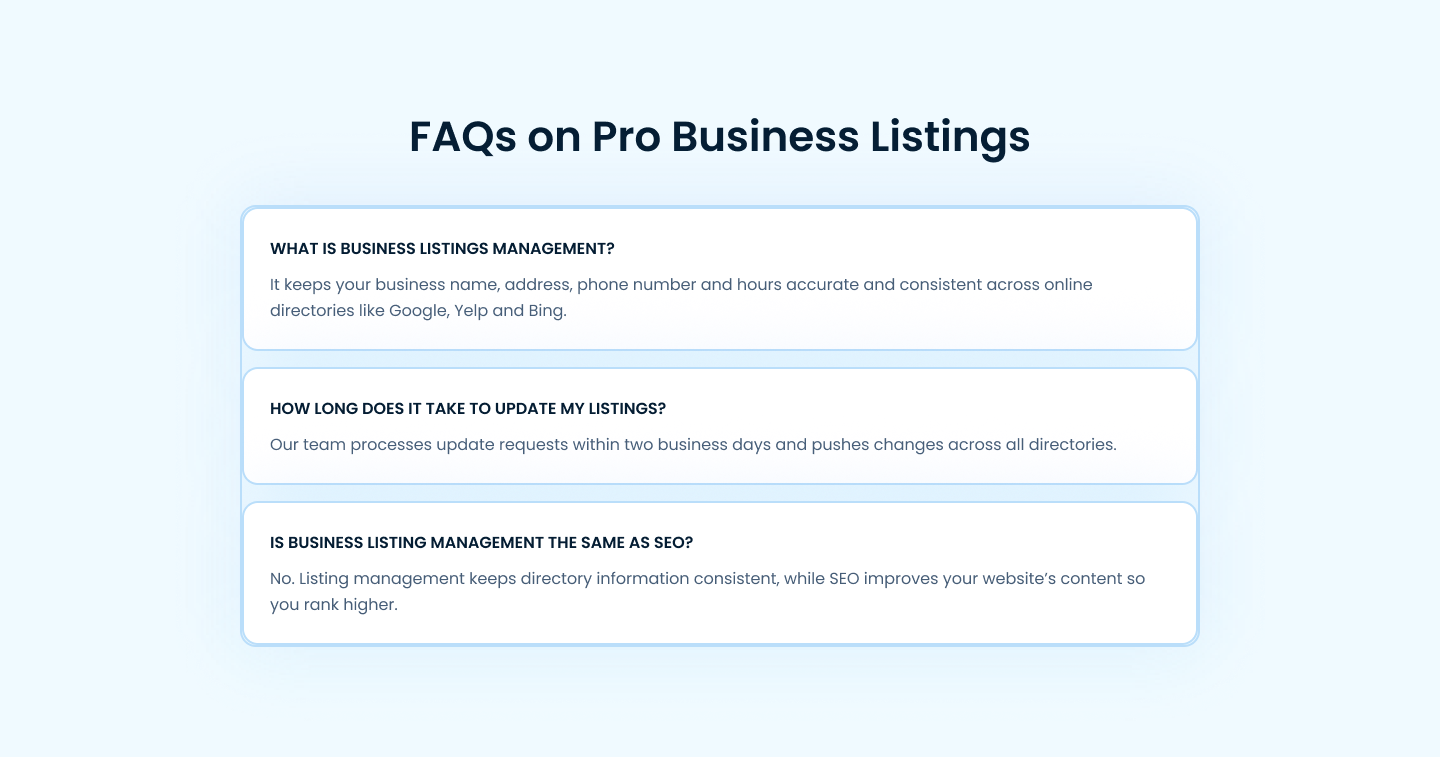 FAQs on Pro Business Listings
WHAT IS BUSINESS LISTINGS MANAGEMENT?
It keeps your business name, address, phone number and hours accurate and consistent across online
directories like Google, Yelp and Bing.
HOW LONG DOES IT TAKE TO UPDATE MY LISTINGS?
Our team processes update requests within two business days and pushes changes across all directories.
IS BUSINESS LISTING MANAGEMENT THE SAME AS SEO?
No. Listing management keeps directory information consistent, while SEO improves your website’s content so
you rank higher.